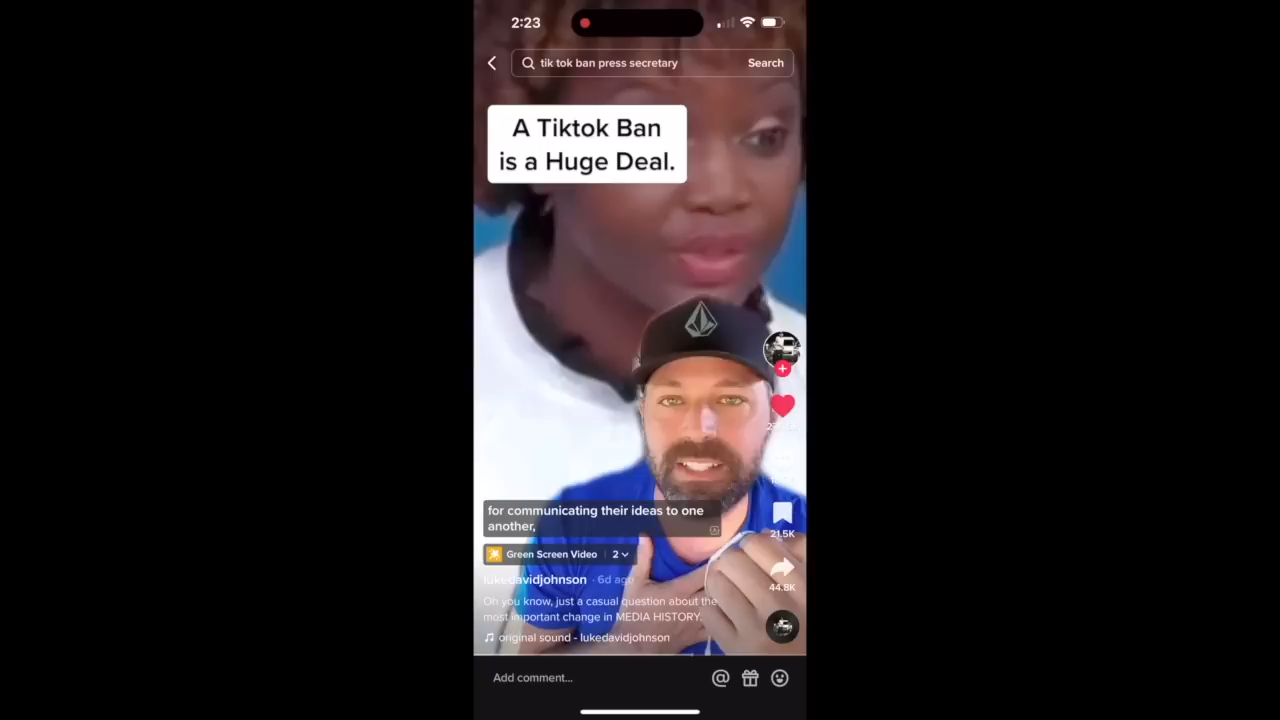 2:23
tik tok ban press secretary
Search
A Tiktok Ban
is a Huge Deal.
for communicating their ideas to one
another,
21.5K
Green Screen Video | 2
lukedavidjohnson · 6d ago
44.8K
Oh you know, just a casual question about the
most important change in MEDIA HISTORY.
original sound - lukedavidjohnson
Add comment...